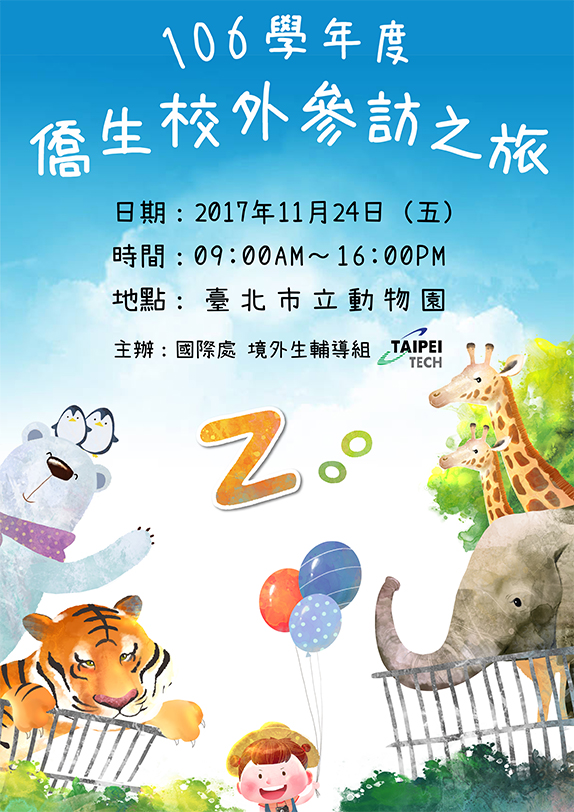 106學年度
僑生校外參訪之旅
日期：2017年11月24日（五）
時間：09:00AM～16:00PM
地點：臺北市立動物園
主辦：國際處 境外生輔導組 TAIPEI TECH
Zoo